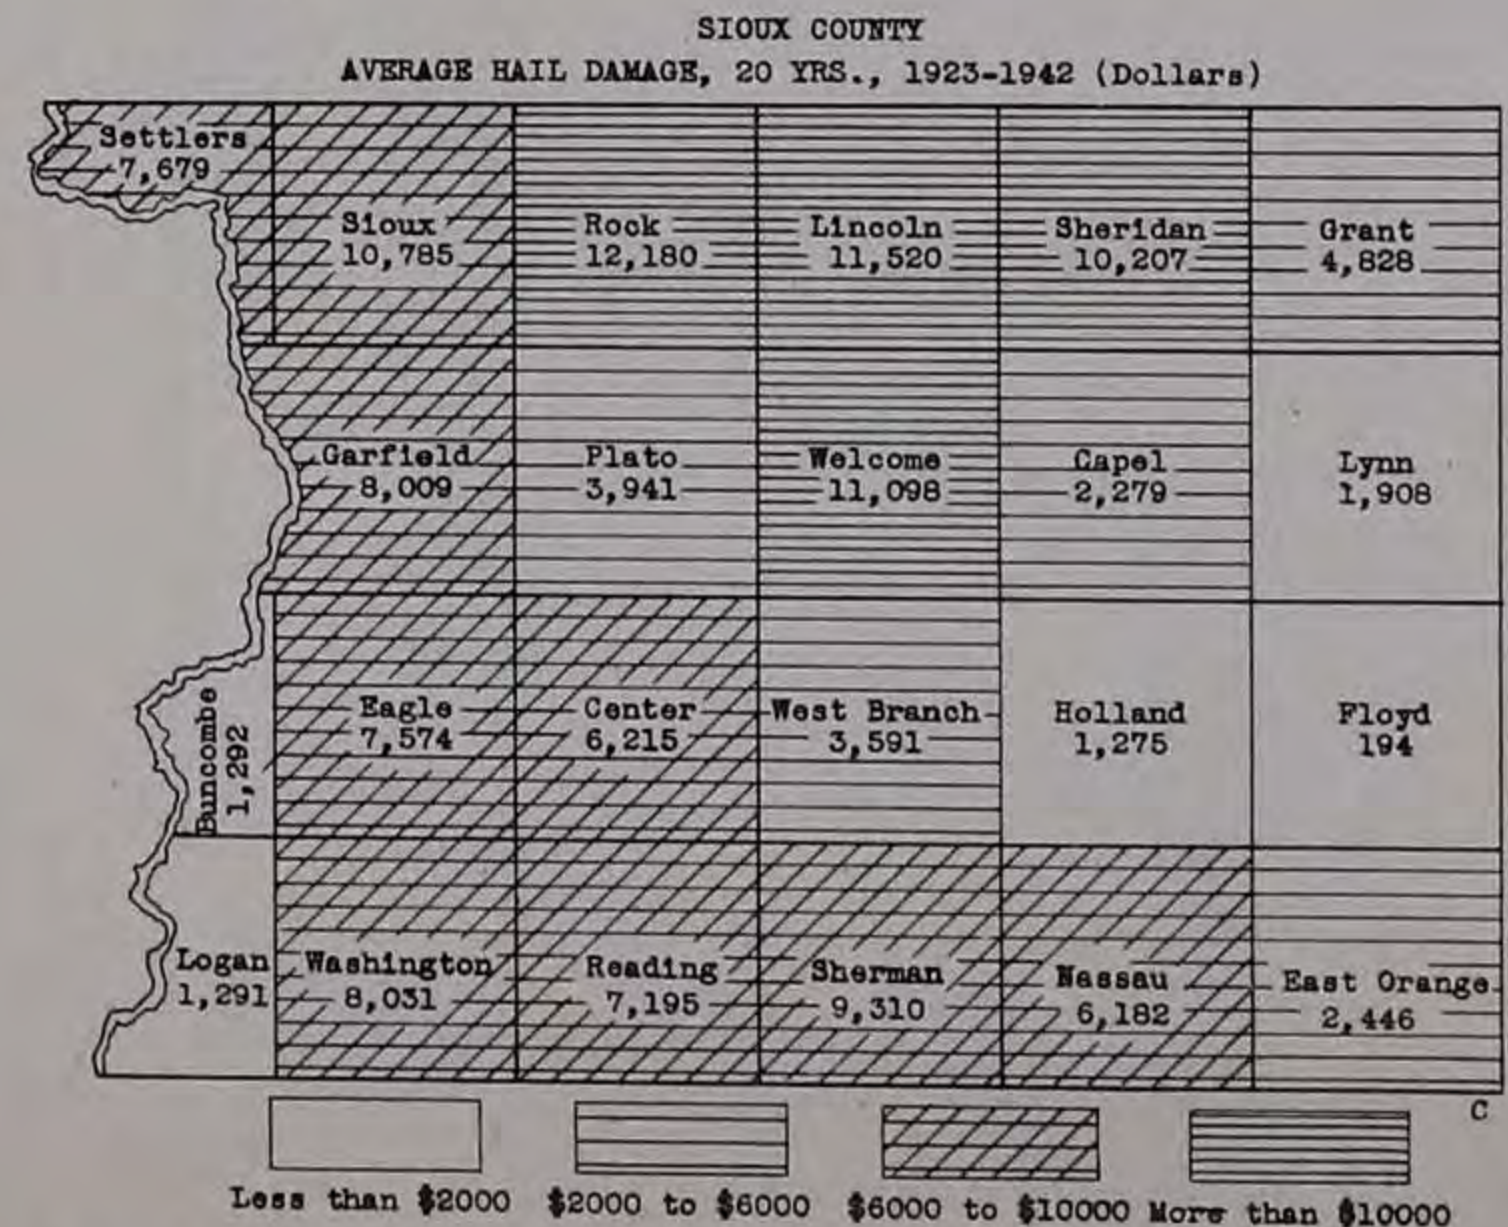 SIOUX COUNTY
AVERAGE HAIL DAMAGE, 20 YRS., 1923-1942 (Dollars)
Settlers
7,679
Sioux
10,785
Rock
12,180
Lincoln
11,520
Sheridan
10,207
Grant
4,828
Garfield
8,009
Plato
3,941
Welcome
11,098
Capel
2,279
Lynn
1,908
Buncombe
1,292
Eagle
7,574
Center
6,215
West Branch
3,591
Holland
1,275
Floyd
194
Logan
1,291
Washington
8,031
Reading
7,195
Sherman
9,310
Nassau
6,182
East Orange
2,446
C
Less than $2000 $2000 to $6000 $6000 to $10000 More than $10000